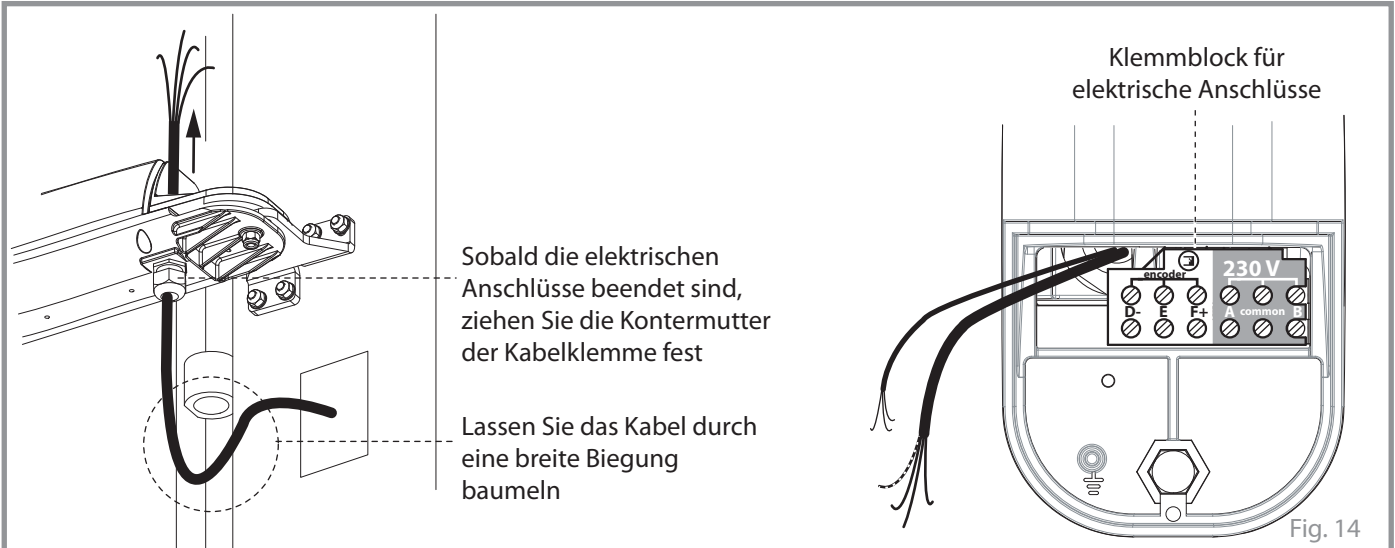 Klemmblock für
elektrische Anschlüsse
Sobald die elektrischen
Anschlüsse beendet sind,
ziehen Sie die Kontermutter
der Kabelklemme fest
Lassen Sie das Kabel durch
eine breite Biegung
baumeln
encoder 230 V
D- E F+ A common B
Fig. 14